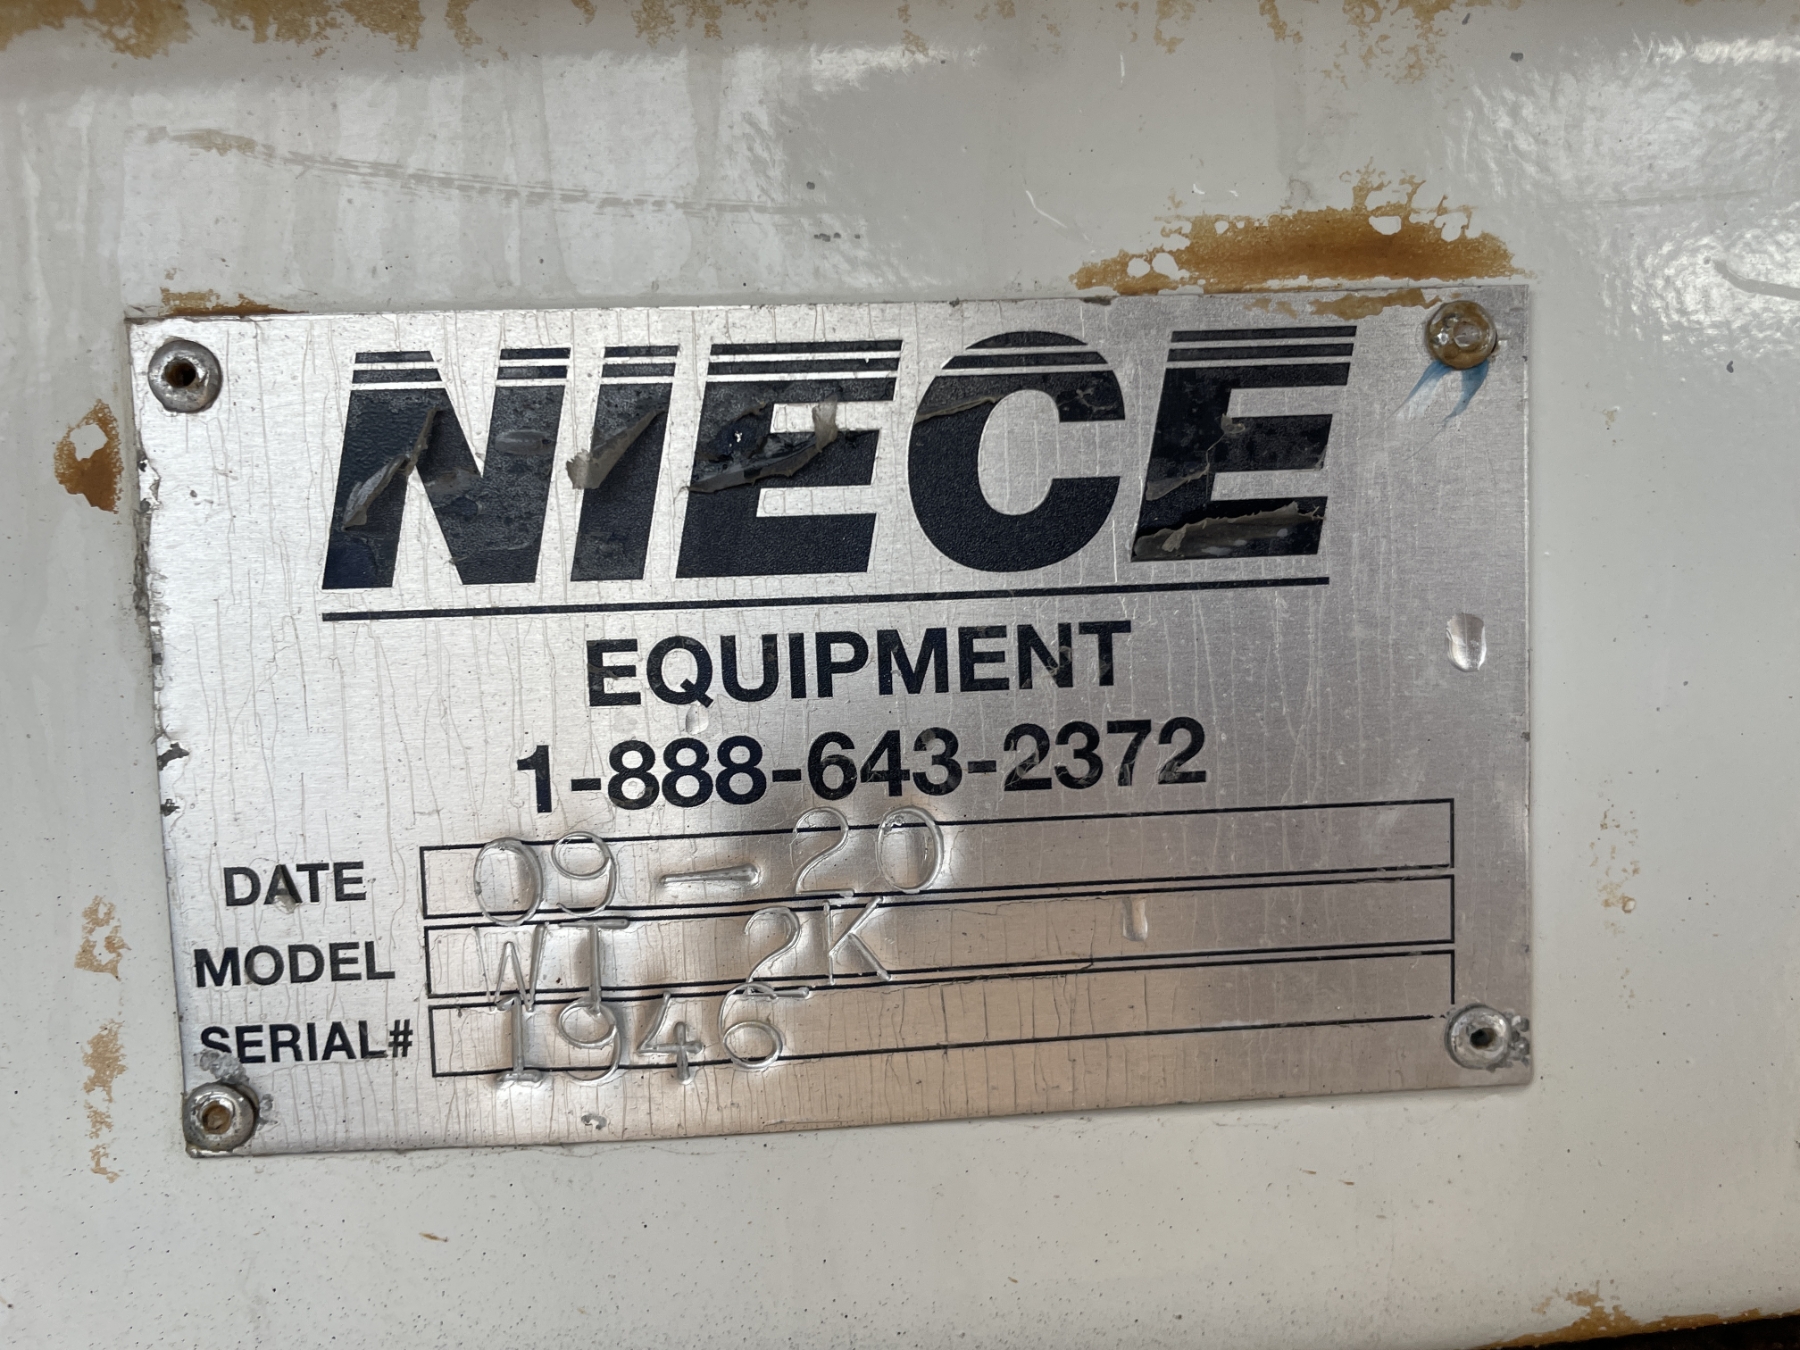 NIECE
EQUIPMENT
1-888-643-2372
DATE 09-20
MODEL WT 2K
SERIAL# 1946